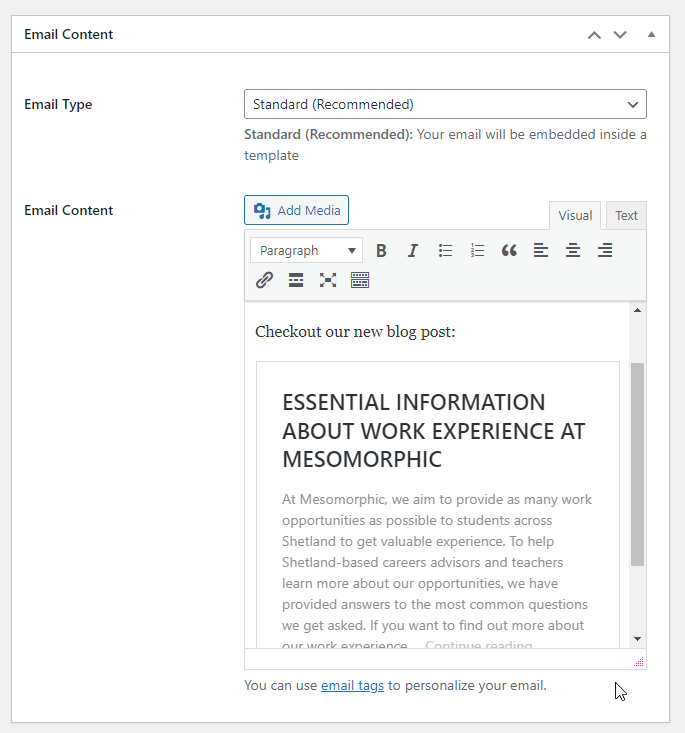 Email Content
Email Type
Standard (Recommended)
Standard (Recommended): Your email will be embedded inside a
template
Email Content
Add Media
Visual
Text
Paragraph
Checkout our new blog post:
ESSENTIAL INFORMATION
ABOUT WORK EXPERIENCE AT
MESOMORPHIC
At Mesomorphic, we aim to provide as many work
opportunities as possible to students across
Shetland to get valuable experience. To help
Shetland-based careers advisors and teachers
learn more about our opportunities, we have
provided answers to the most common questions
we get asked. If you want to find out more about
our work experience… Continue reading
You can use email tags to personalize your email.